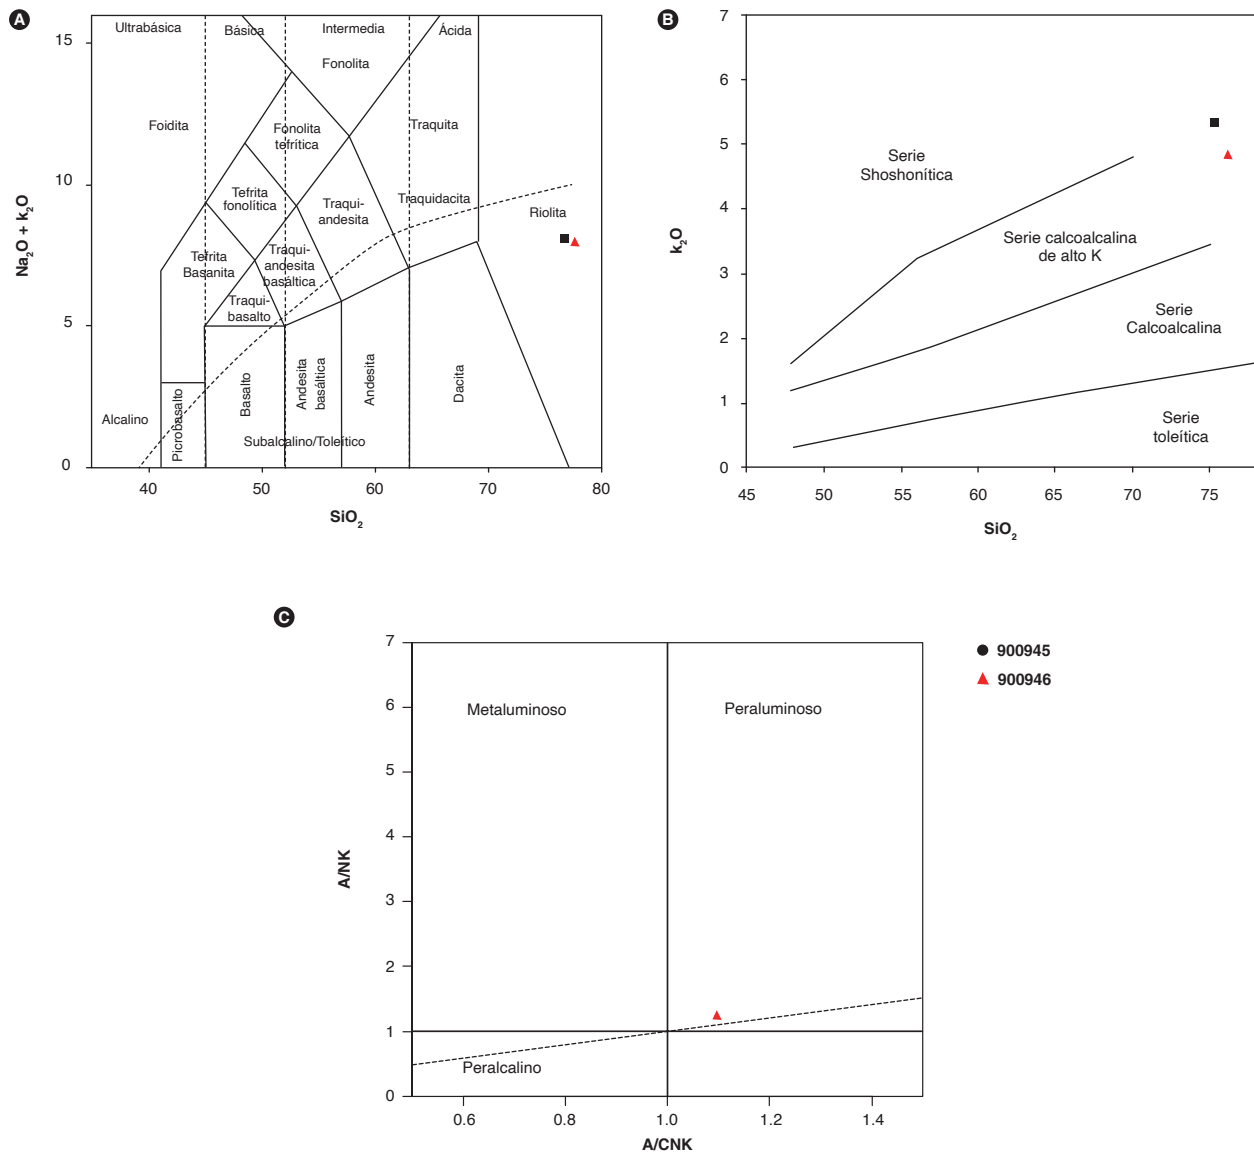 A
Ultrabásica
Básica
Intermedia
Ácida
Fonolita
Foidita
Fonolita
tefrítica
Traquita
Tefrita
fonolítica
Traqui-
andesita
Traquidacita
Riolita
Tefrita
Basanita
Traqui-
andesita
basáltica
Traqui-
basalto
Alcalino
Picrobasalto
Basalto
Andesita
basáltica
Andesita
Dacita
Subalcalino/Toleítico
15
10
5
0
40
50
60
70
80
Na2O + k2O
SiO2
B
7
6
5
4
3
2
1
0
45
50
55
60
65
70
75
k2O
SiO2
Serie
Shoshonítica
Serie calcoalcalina
de alto K
Serie
Calcoalcalina
Serie
toleítica
C
7
6
5
4
3
2
1
0
0.6
0.8
1.0
1.2
1.4
A/NK
A/CNK
Metaluminoso
Peraluminoso
Peralcalino
900945
900946